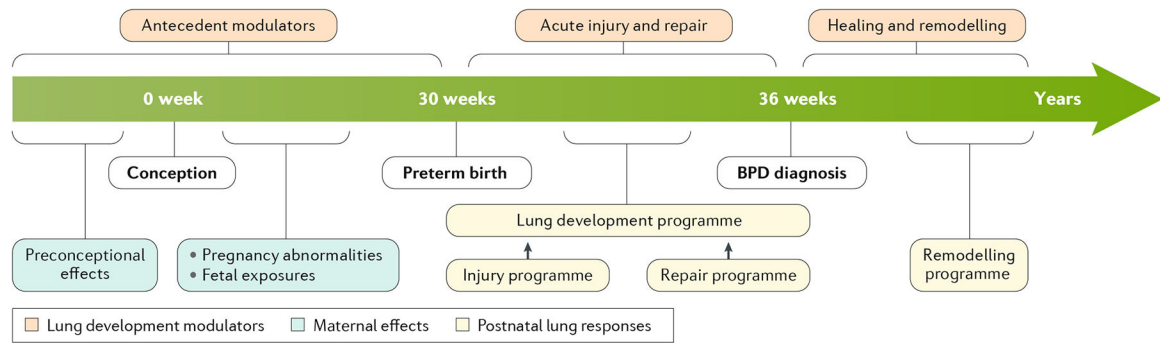 Antecedent modulators
Acute injury and repair
Healing and remodelling
0 week
30 weeks
36 weeks
Years
Conception
Preterm birth
BPD diagnosis
Lung development programme
Preconceptional
effects
• Pregnancy abnormalities
• Fetal exposures
Injury programme
Repair programme
Remodelling
programme
Lung development modulators
Maternal effects
Postnatal lung responses